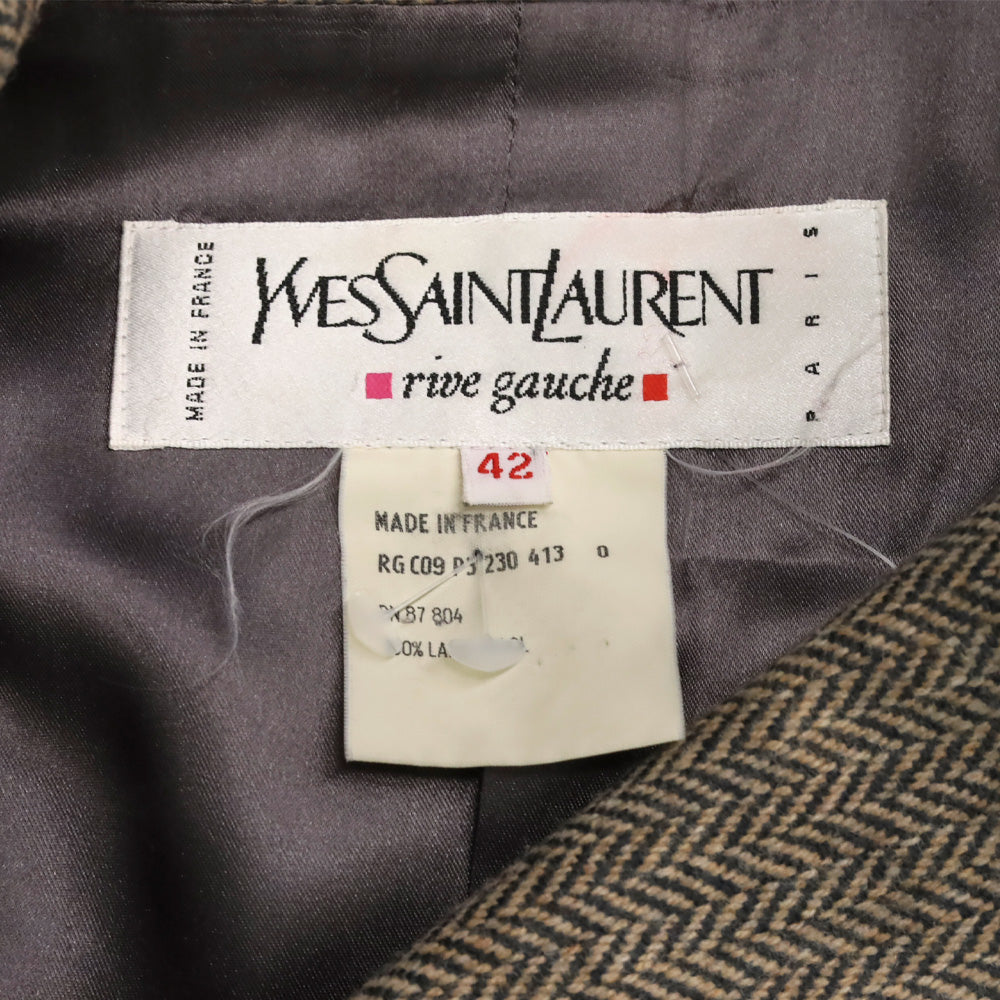 MADE IN FRANCE
YVES SAINT LAURENT
rive gauche
PARIS
42
MADE IN FRANCE
RG C09 230 413 0
87 804